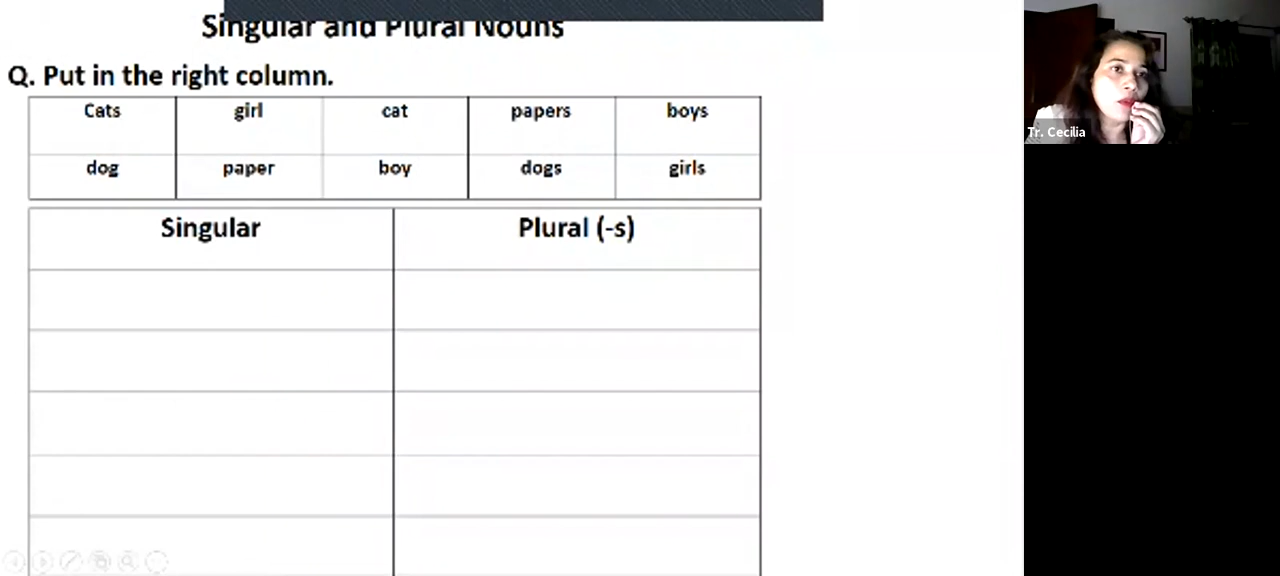 Singular and Plural Nouns
Q. Put in the right column.
Cats girl cat papers boys
dog paper boy dogs girls
Singular Plural (-s)
Tr. Cecilia